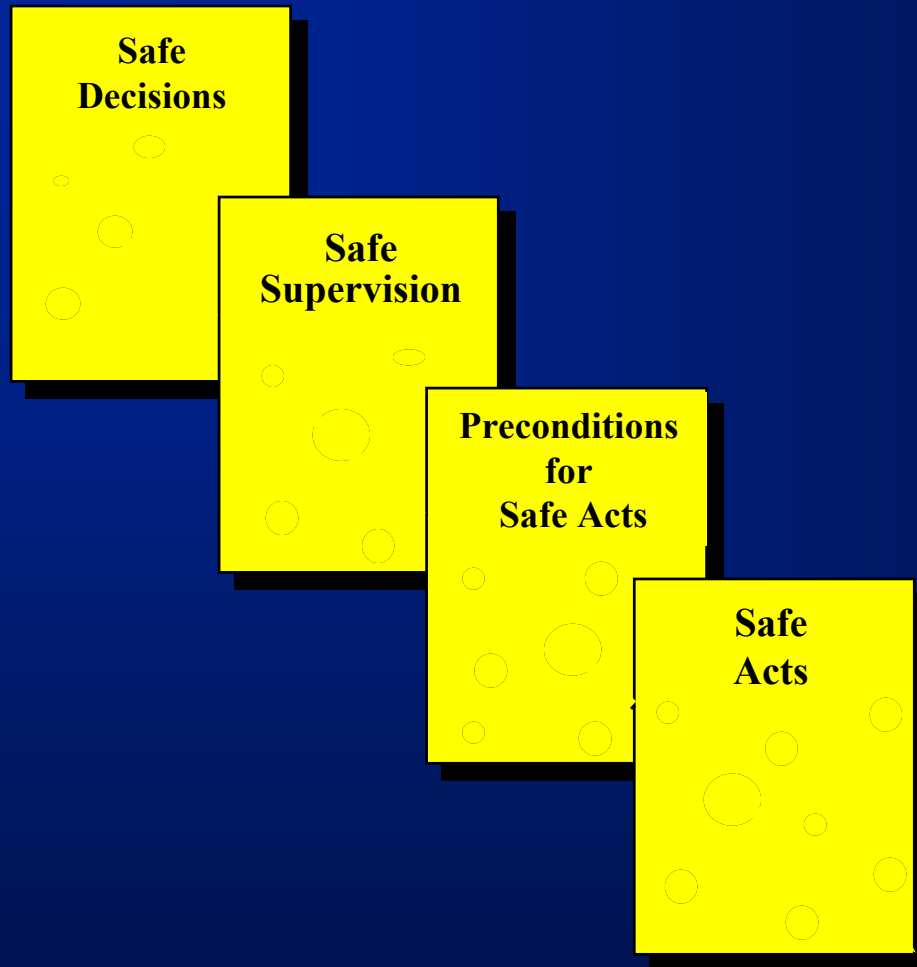 Safe
Decisions
Safe
Supervision
Preconditions
for
Safe Acts
Safe
Acts